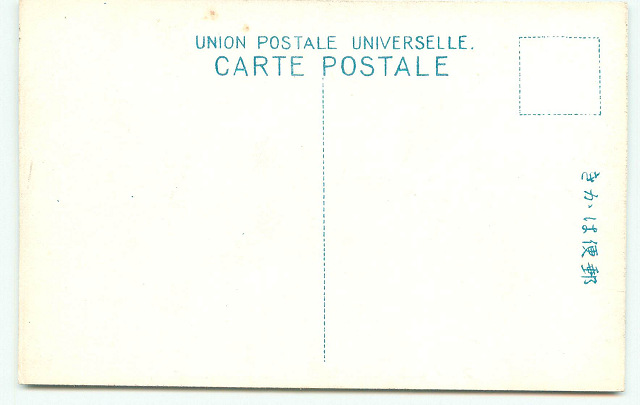 UNION POSTALE UNIVERSELLE.
CARTE POSTALE
きかは便郵